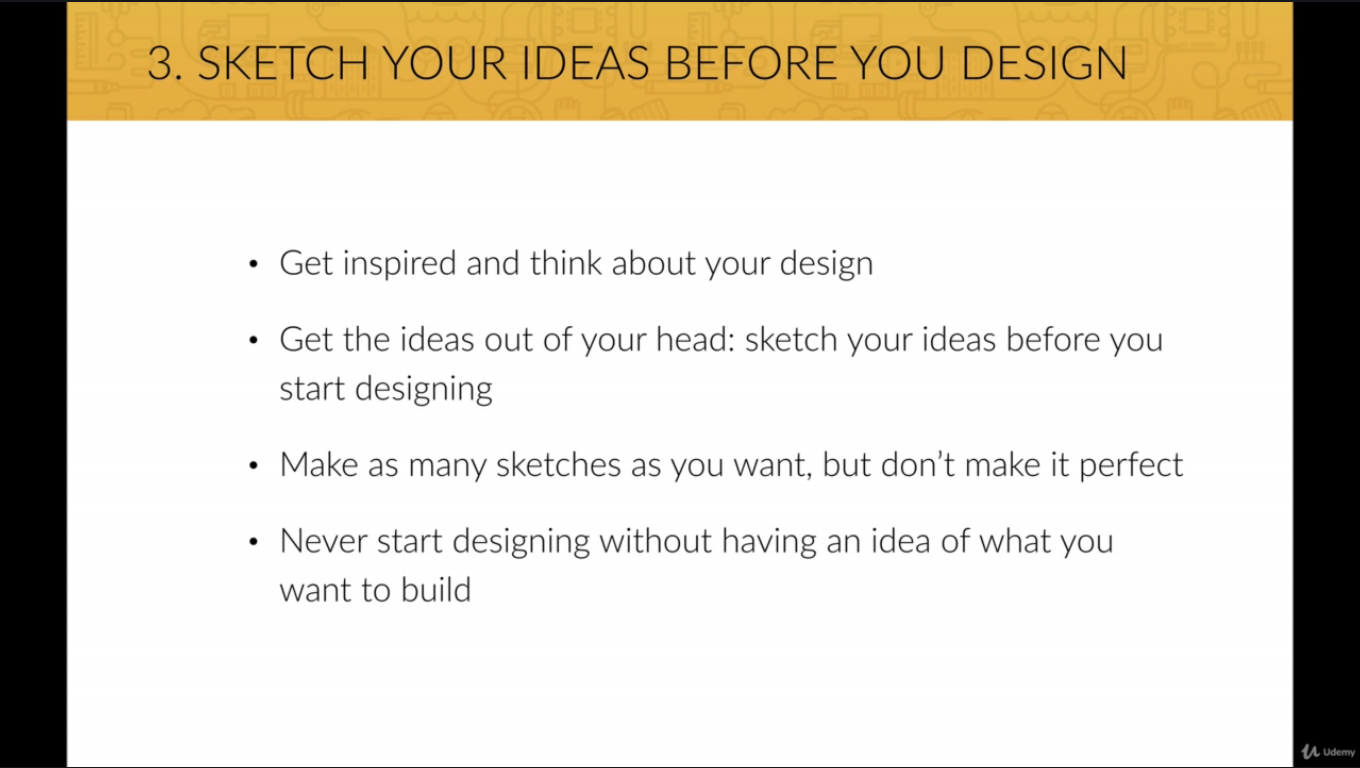 3. SKETCH YOUR IDEAS BEFORE YOU DESIGN
• Get inspired and think about your design
• Get the ideas out of your head: sketch your ideas before you
start designing
• Make as many sketches as you want, but don’t make it perfect
• Never start designing without having an idea of what you
want to build
Udemy